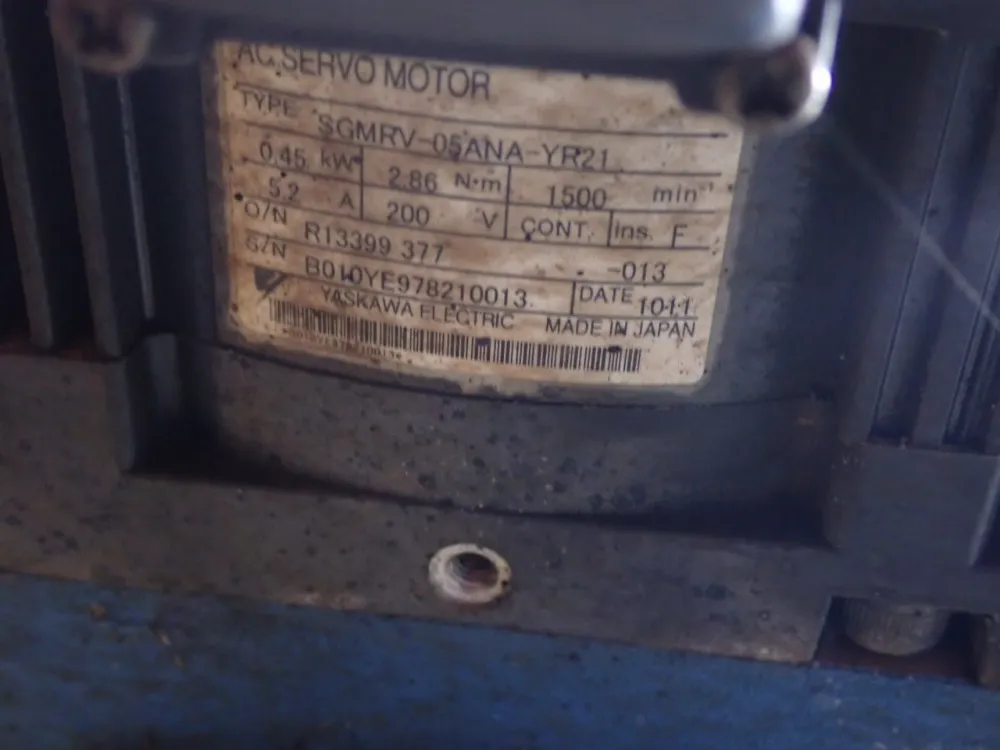 AC SERVO MOTOR
TYPE SGMRV-05ANA-YR21
0.45 kW 2.86 N·m 1500 min⁻¹
5.2 A 200 V CONT. Ins. F
O/N R13399 377 -013
S/N B010YE978210013 DATE 1011
YASKAWA ELECTRIC MADE IN JAPAN